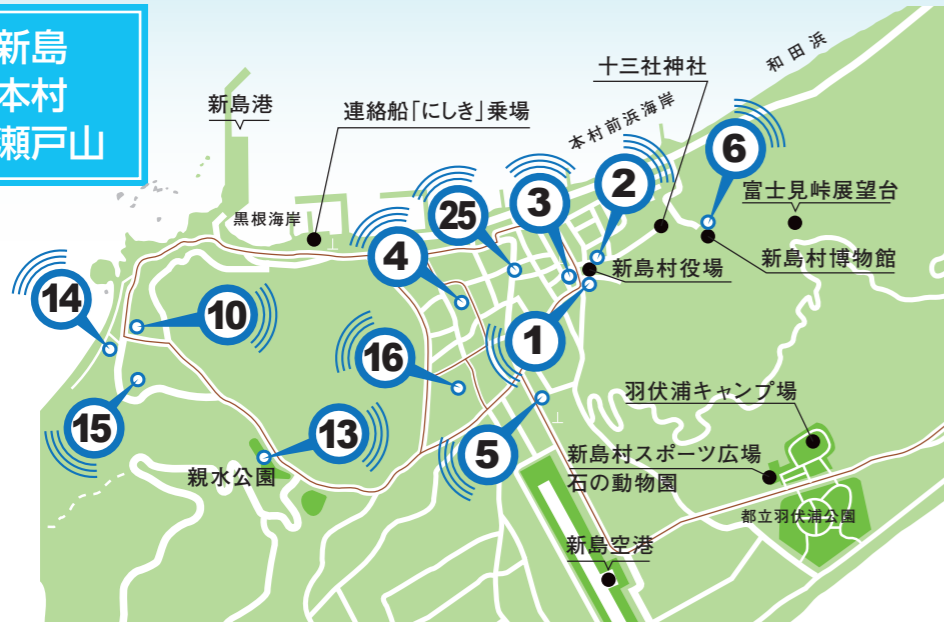 新島
本村
瀬戸山
和田浜
十三社神社
新島港
連絡船「にしき」乗場
本村前浜海岸
6
2
3
25
富士見峠展望台
黒根海岸
4
新島村役場
新島村博物館
14
10
1
16
羽伏浦キャンプ場
15
13
5
新島村スポーツ広場
石の動物園
親水公園
都立羽伏浦公園
新島空港